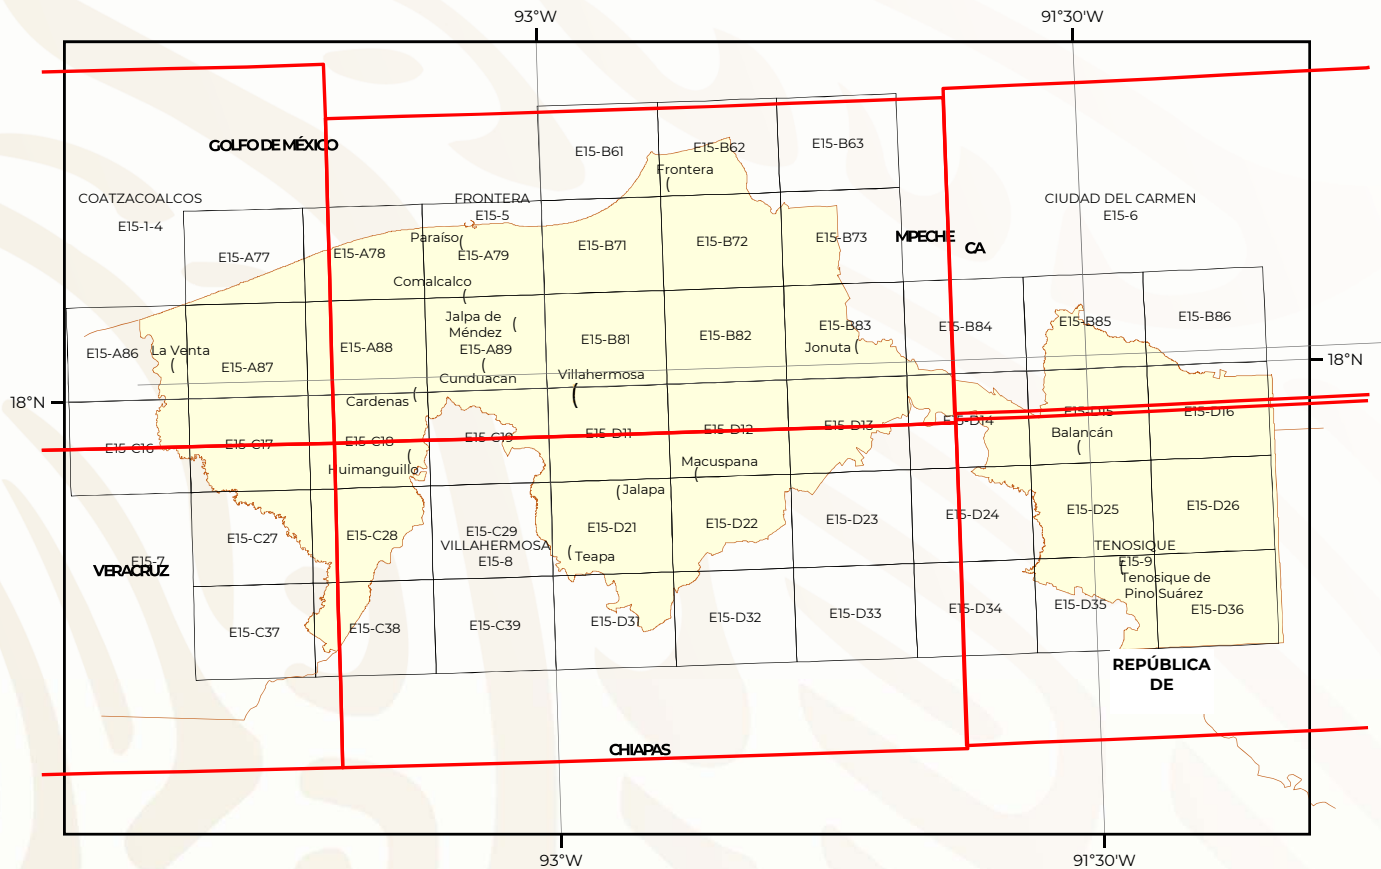 93°W
91°30'W
GOLFO DE MÉXICO
E15-B61
E15-B62
E15-B63
Frontera
COATZACOALCOS
E15-1-4
FRONTERA
E15-5
CIUDAD DEL CARMEN
E15-6
E15-A77
E15-A78
Paraíso
E15-A79
E15-B71
E15-B72
E15-B73
MPECHE
CA
Comalcalco
Jalpa de
Méndez
E15-A86
La Venta
E15-A87
E15-A88
E15-A89
E15-B81
E15-B82
E15-B83
Jonuta
E15-B84
E15-B85
E15-B86
18°N
Cunduacan
Villahermosa
18°N
Cardenas
E15-C16
E15-C17
E15-C18
E15-C19
E15-D11
E15-D12
E15-D13
E15-D14
E15-D15
E15-D16
Balancán
Huimanguillo
Macuspana
Jalapa
E15-C27
E15-C28
E15-C29
VILLAHERMOSA
E15-8
E15-D21
E15-D22
E15-D23
E15-D24
E15-D25
E15-D26
Teapa
TENOSIQUE
E15-9
Tenosique de
Pino Suárez
E15-7
VERACRUZ
E15-C37
E15-C38
E15-C39
E15-D31
E15-D32
E15-D33
E15-D34
E15-D35
E15-D36
REPÚBLICA
DE
CHIAPAS
93°W
91°30'W